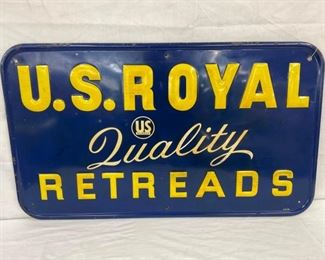 U.S. ROYAL
US
Quality
RETREADS